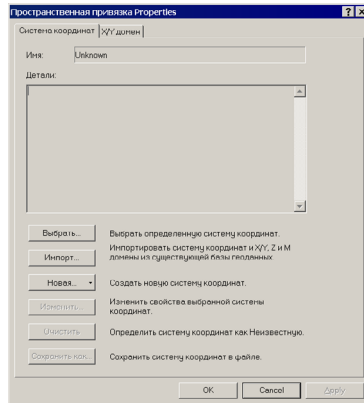 Пространственная привязка Properties
Система координат X/Y домен
Имя: Unknown
Детали:
Выбрать... Выбрать определенную систему координат.
Импорт... Импортировать систему координат и X/Y, Z и M
домены из существующей базы геоданных.
Новая... Создать новую систему координат.
Изменить... Изменить свойства выбранной системы
координат.
Очистить Определить систему координат как Неизвестную.
Сохранить как... Сохранить систему координат в файле.
OK Cancel Apply